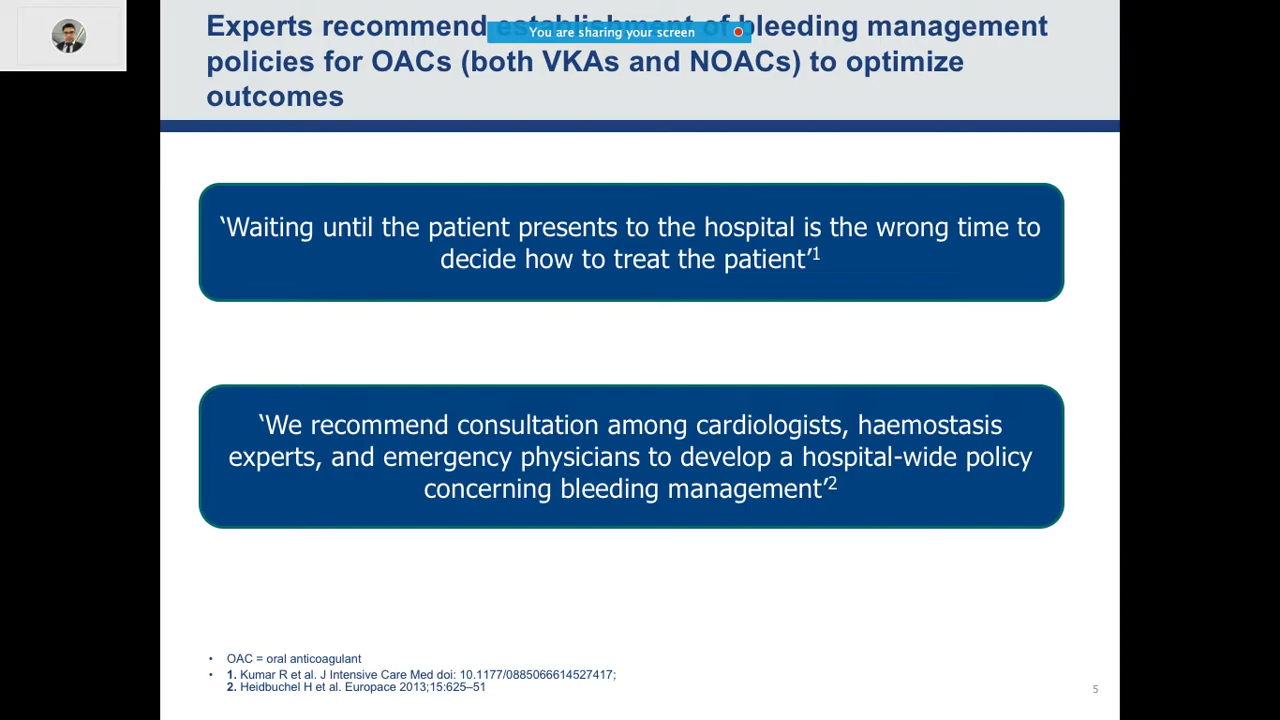 Experts recommend establishment of bleeding management
You are sharing your screen
policies for OACs (both VKAs and NOACs) to optimize
outcomes
‘Waiting until the patient presents to the hospital is the wrong time to
decide how to treat the patient’1
‘We recommend consultation among cardiologists, haemostasis
experts, and emergency physicians to develop a hospital-wide policy
concerning bleeding management’2
• OAC = oral anticoagulant
• 1. Kumar R et al. J Intensive Care Med doi: 10.1177/0885066614527417;
2. Heidbuchel H et al. Europace 2013;15:625–51
5